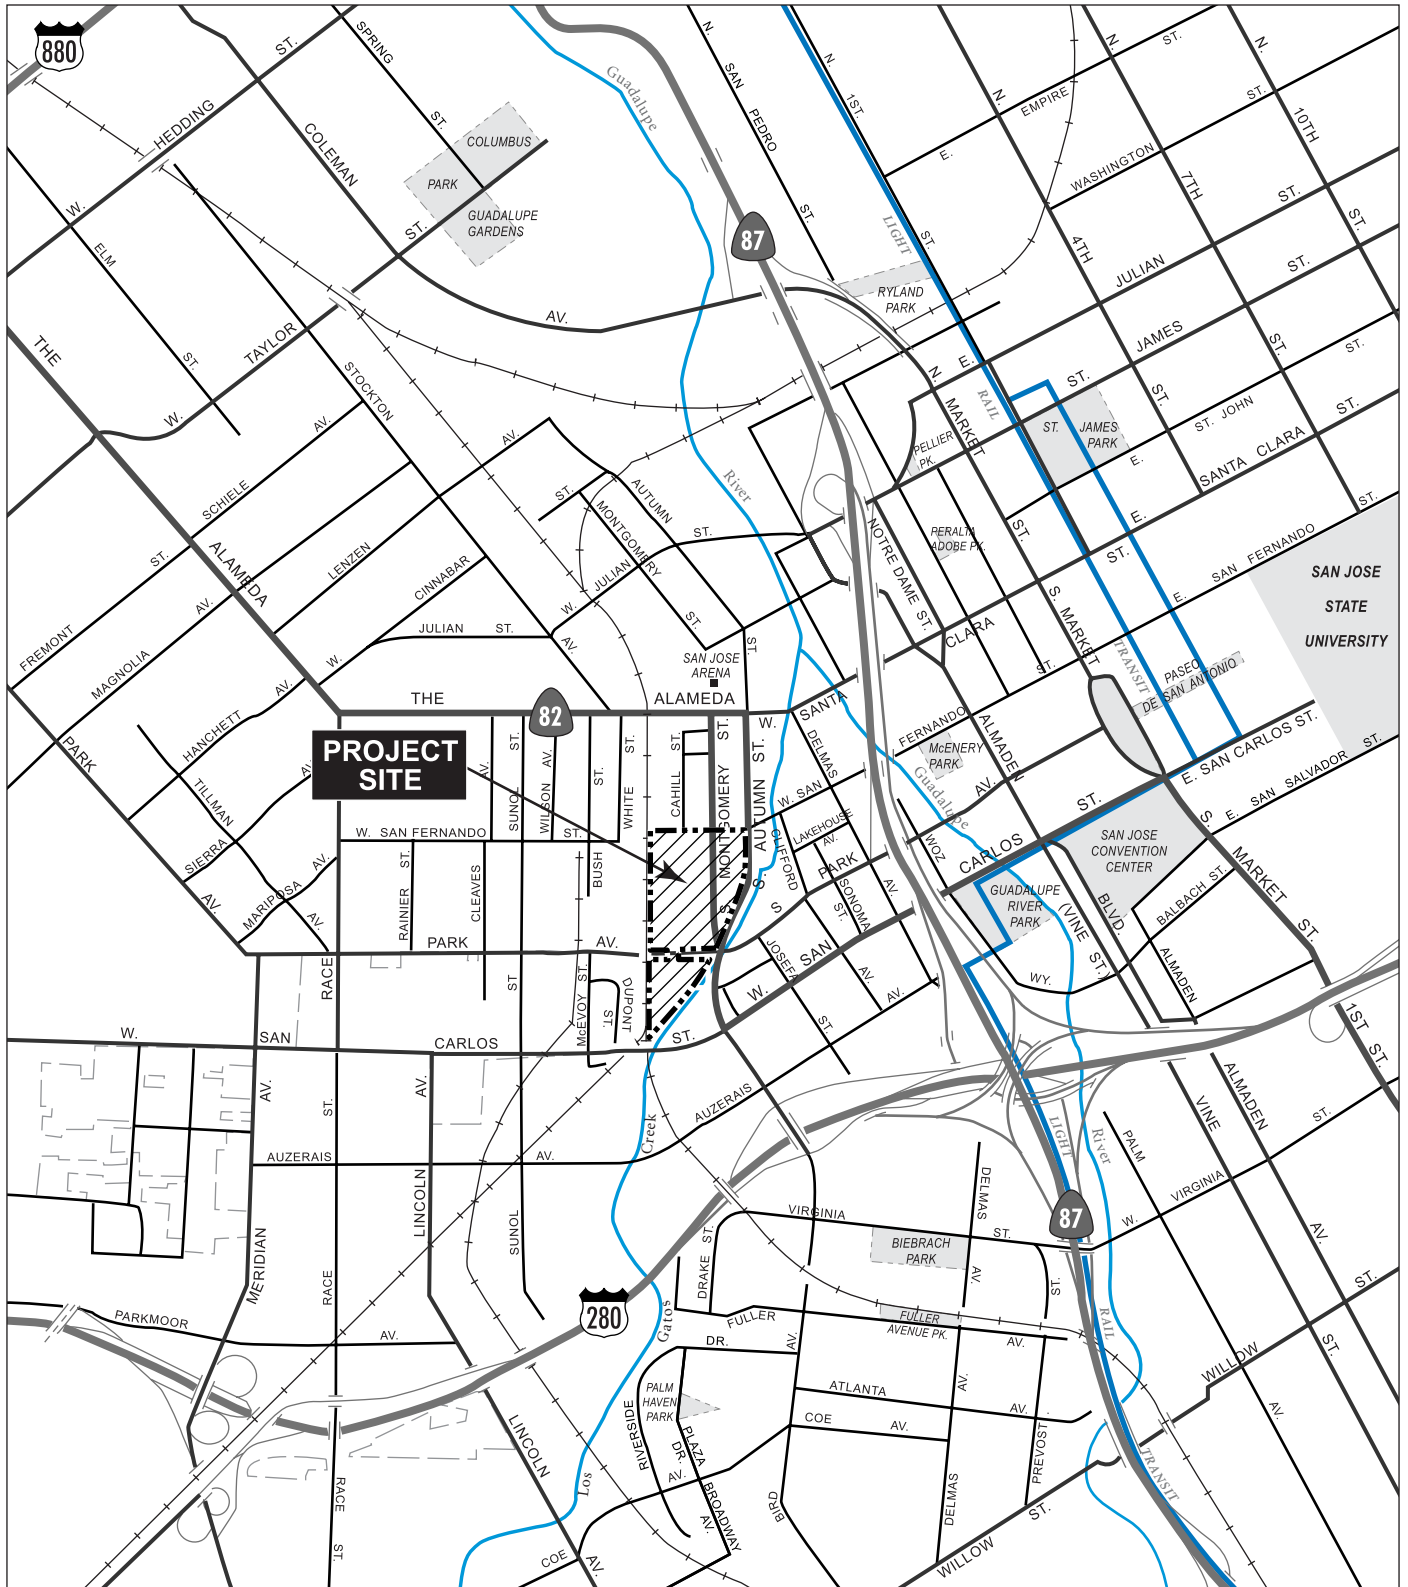 880
HEDDING
ST.
W.
SPRING
ST.
COLEMAN
AV.
COLUMBUS
PARK
GUADALUPE
GARDENS
ST.
TAYLOR
W.
ELM
ST.
Guadalupe
River
N.
SAN
PEDRO
ST.
N.
1ST.
ST.
LIGHT
RAIL
TRANSIT
87
RYLAND
PARK
N.
4TH
ST.
N.
7TH
ST.
N.
10TH
ST.
E.
EMPIRE
ST.
WASHINGTON
ST.
JULIAN
ST.
E.
JAMES
ST.
ST.
E.
ST. JOHN
ST.
E.
SANTA CLARA
ST.
ST.
JAMES
PARK
N.
MARKET
ST.
PELLIER
PK.
PERALTA
ADOBE PK.
NOTRE DAME ST.
E.
SAN FERNANDO
ST.
SAN JOSE
STATE
UNIVERSITY
THE
ALAMEDA
STOCKTON
AV.
SCHIELE
AV.
LENZEN
AV.
CINNABAR
FREMONT
ST.
MAGNOLIA
AV.
HANCHETT
AV.
W.
JULIAN
ST.
W.
JULIAN
ST.
ST.
MONTGOMERY
ST.
AUTUMN
ST.
SAN JOSE
ARENA
THE
ALAMEDA
82
W.
SANTA
CLARA
ST.
S. MARKET
ST.
PASEO
DE SAN ANTONIO
E. SAN CARLOS ST.
E.
SAN SALVADOR
ST.
PARK
AV.
TILLMAN
AV.
SIERRA
AV.
MARIPOSA
AV.
PROJECT
SITE
AV.
SUNOL
ST.
WILSON
AV.
BUSH
ST.
WHITE
ST.
CAHILL
ST.
S. MONTGOMERY
ST.
S. AUTUMN
ST.
DELMAS
AV.
W. SAN
FERNANDO
ST.
McENERY
PARK
ALMADEN
BLVD.
AV.
Guadalupe
LAKEHOUSE
AV.
CLIFFORD
PARK
SONOMA
ST.
WOZ
WY.
CARLOS
ST.
SAN JOSE
CONVENTION
CENTER
GUADALUPE
RIVER
PARK
(VINE
ST.)
BALBACH ST.
ALMADEN
S
MARKET
ST.
1ST
ST.
W. SAN FERNANDO
ST.
RAINIER
ST.
CLEAVES
PARK
AV.
RACE
ST
McEVOY
ST.
DUPONT
ST.
S
JOSEFA
ST.
W.
SAN
AV.
AV.
W.
SAN
CARLOS
ST.
AV.
MERIDIAN
ST.
RACE
AV.
LINCOLN
AUZERAIS
AV.
AUZERAIS
Creek
Gatos
Los
SUNOL
PARKMOOR
AV.
280
VIRGINIA
ST.
DRAKE
ST.
BIEBRACH
PARK
DELMAS
AV.
FULLER
AV.
FULLER
AVENUE PK.
ST.
DR.
AV.
PALM
HAVEN
PARK
RIVERSIDE
PLAZA
DR.
ATLANTA
AV.
COE
AV.
AV.
BROADWAY
AV.
BIRD
AV.
DELMAS
PREVOST
COE
LINCOLN
AV.
RACE
ST.
WILLOW
ST.
WILLOW
ST.
W.
VIRGINIA
ST.
PALM
AV.
VINE
ST.
ALMADEN
AV.
LIGHT
River
87
RAIL
TRANSIT